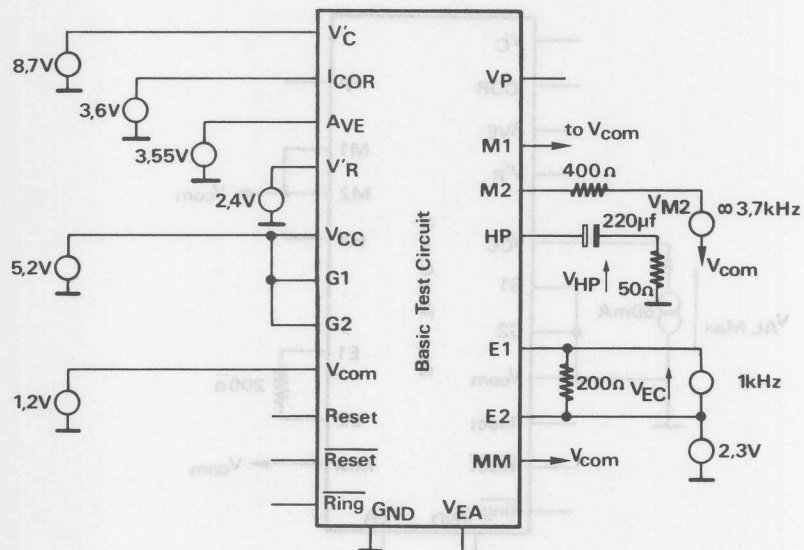 V'C
8,7V
ICOR
3,6V
AVE
3,55V
V'R
2,4V
VCC
5,2V
G1
G2
Vcom
1,2V
Reset
Reset
Ring
GND
VEA
Basic Test Circuit
VP
M1
to Vcom
M2
400Ω
VM2
∞ 3,7kHz
Vcom
HP
220µf
VHP
50Ω
E1
200Ω
VEC
1kHz
E2
2,3V
MM
Vcom